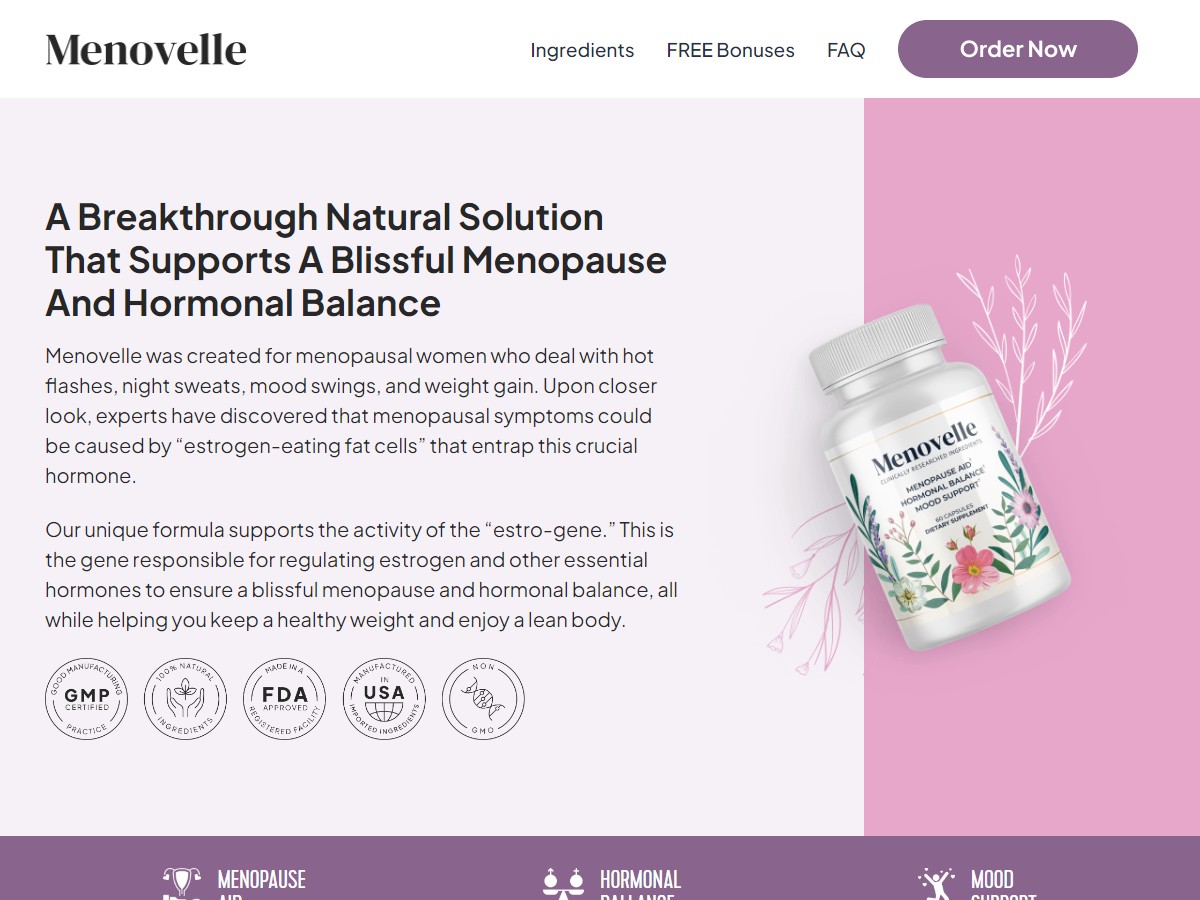 Menovelle
Ingredients
FREE Bonuses
FAQ
Order Now
A Breakthrough Natural Solution
That Supports A Blissful Menopause
And Hormonal Balance
Menovelle was created for menopausal women who deal with hot
flashes, night sweats, mood swings, and weight gain. Upon closer
look, experts have discovered that menopausal symptoms could
be caused by “estrogen-eating fat cells” that entrap this crucial
hormone.
Our unique formula supports the activity of the “estro-gene.” This is
the gene responsible for regulating estrogen and other essential
hormones to ensure a blissful menopause and hormonal balance, all
while helping you keep a healthy weight and enjoy a lean body.
Menovelle
CLINICALLY RESEARCHED INGREDIENTS
MENOPAUSE AID*
HORMONAL BALANCE*
MOOD SUPPORT*
60 CAPSULES
DIETARY SUPPLEMENT
GOOD MANUFACTURING
GMP
CERTIFIED
PRACTICE
100% NATURAL
INGREDIENTS
MADE IN A
FDA
APPROVED
REGISTERED FACILITY
MANUFACTURED
IN
USA
IMPORTED INGREDIENTS
NON
GMO
MENOPAUSE
AID
HORMONAL
BALLANCE
MOOD
SUPPORT